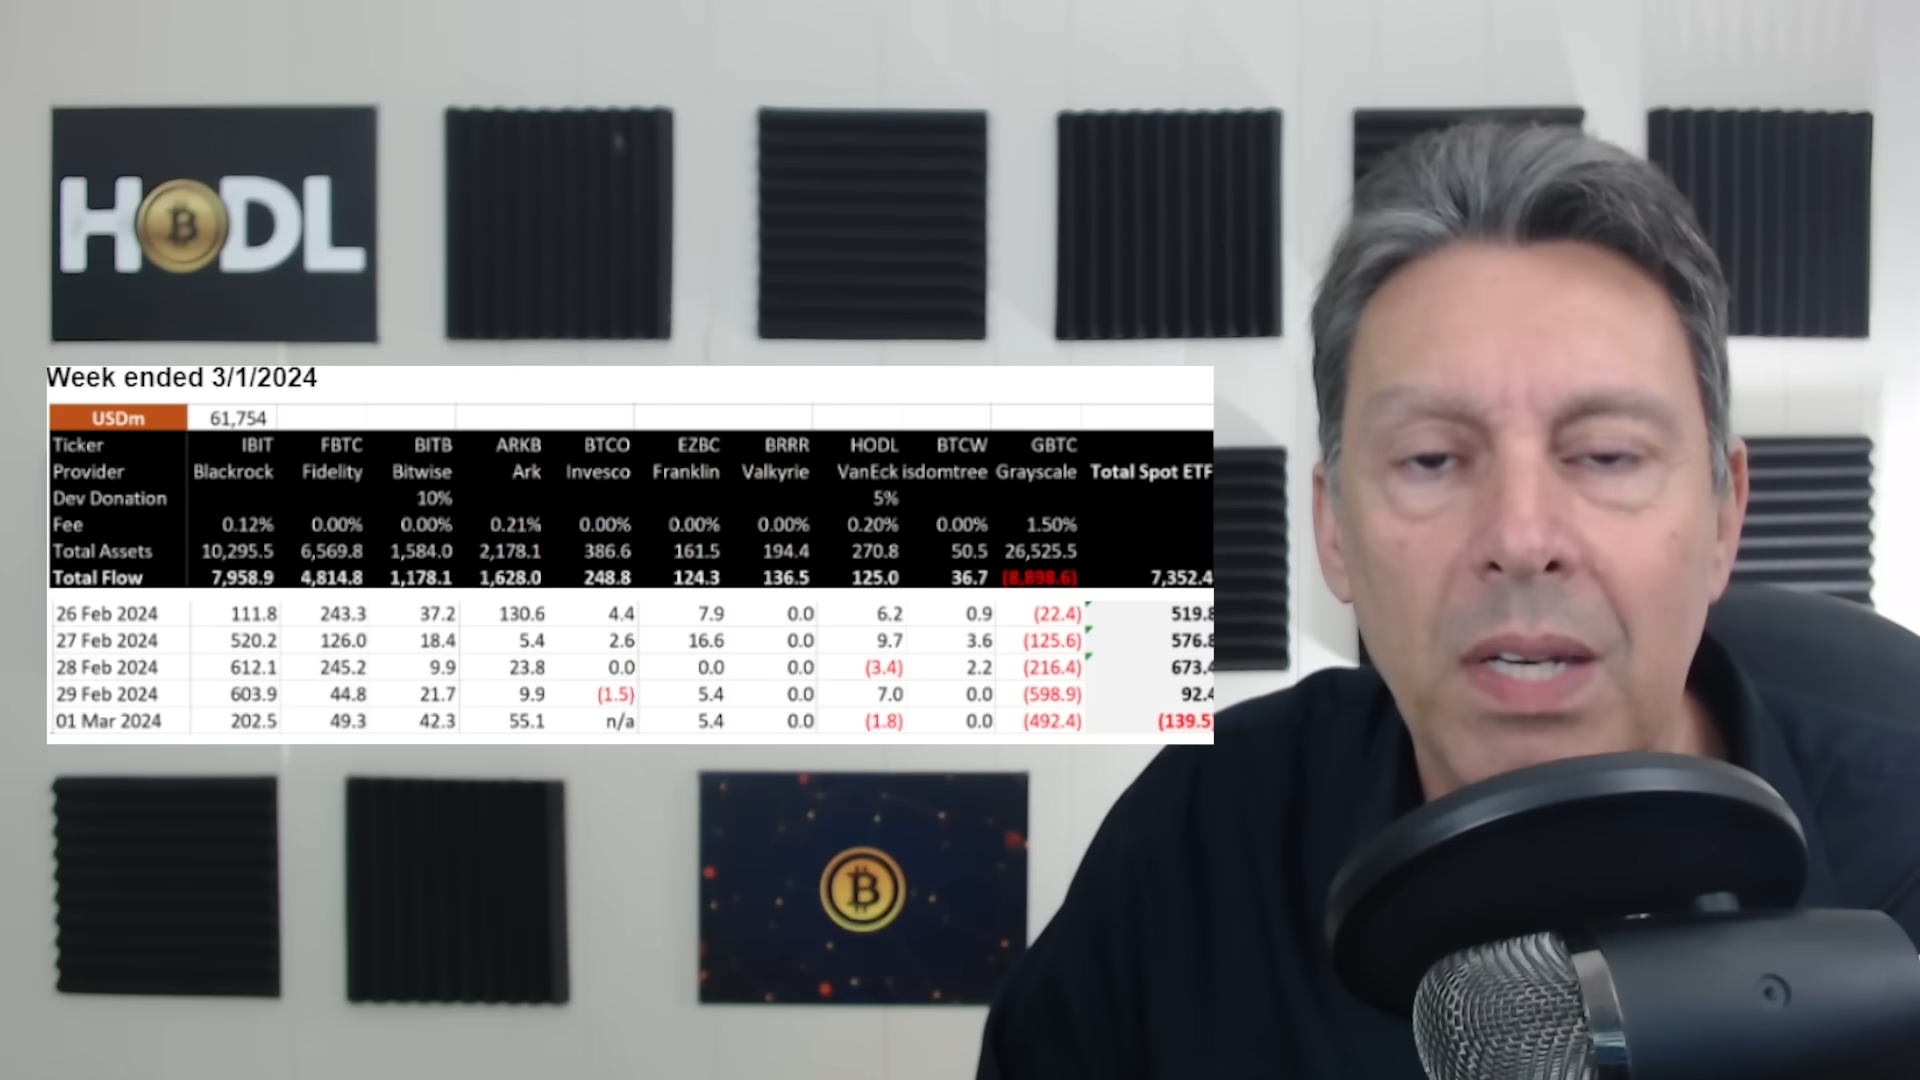 HODL
Week ended 3/1/2024
USDm 61,754
Ticker IBIT FBTC BITB ARKB BTCO EZBC BRRR HODL BTCW GBTC
Provider Blackrock Fidelity Bitwise Ark Invesco Franklin Valkyrie VanEck isdomtree Grayscale Total Spot ETF
Dev Donation 10% 5%
Fee 0.12% 0.00% 0.00% 0.21% 0.00% 0.00% 0.00% 0.20% 0.00% 1.50%
Total Assets 10,295.5 6,569.8 1,584.0 2,178.1 386.6 161.5 194.4 270.8 50.5 26,525.5
Total Flow 7,958.9 4,814.8 1,178.1 1,628.0 248.8 124.3 136.5 125.0 36.7 (8,898.6) 7,352.4
26 Feb 2024 111.8 243.3 37.2 130.6 4.4 7.9 0.0 6.2 0.9 (22.4) 519.8
27 Feb 2024 520.2 126.0 18.4 5.4 2.6 16.6 0.0 9.7 3.6 (125.6) 576.8
28 Feb 2024 612.1 245.2 9.9 23.8 0.0 0.0 0.0 (3.4) 2.2 (216.4) 673.4
29 Feb 2024 603.9 44.8 21.7 9.9 (1.5) 5.4 0.0 7.0 0.0 (598.9) 92.4
01 Mar 2024 202.5 49.3 42.3 55.1 n/a 5.4 0.0 (1.8) 0.0 (492.4) (139.5)